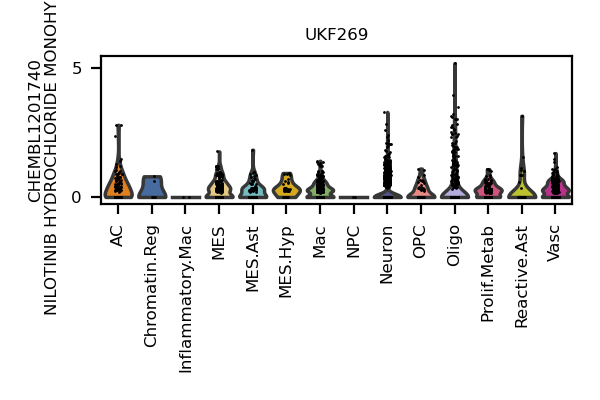 UKF269
CHEMBL1201740
NILOTINIB HYDROCHLORIDE MONOHY
5
0
AC
Chromatin.Reg
Inflammatory.Mac
MES
MES.Ast
MES.Hyp
Mac
NPC
Neuron
OPC
Oligo
Prolif.Metab
Reactive.Ast
Vasc